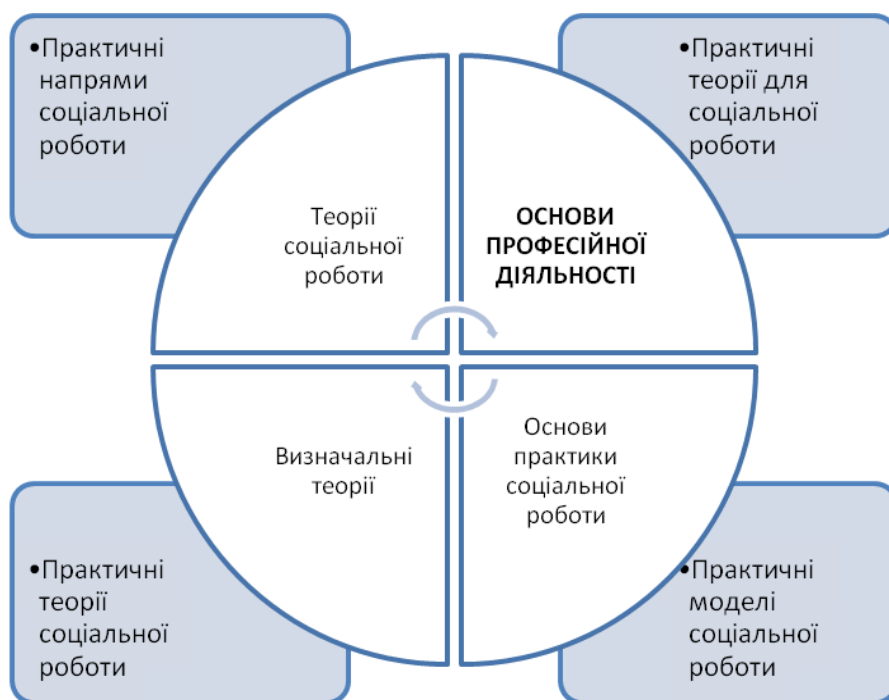 •Практичні
напрями
соціальної
роботи
•Практичні
теорії для
соціальної
роботи
Теорії
соціальної
роботи
ОСНОВИ
ПРОФЕСІЙНОЇ
ДІЯЛЬНОСТІ
Визначальні
теорії
Основи
практики
соціальної
роботи
•Практичні
теорії
соціальної
роботи
•Практичні
моделі
соціальної
роботи